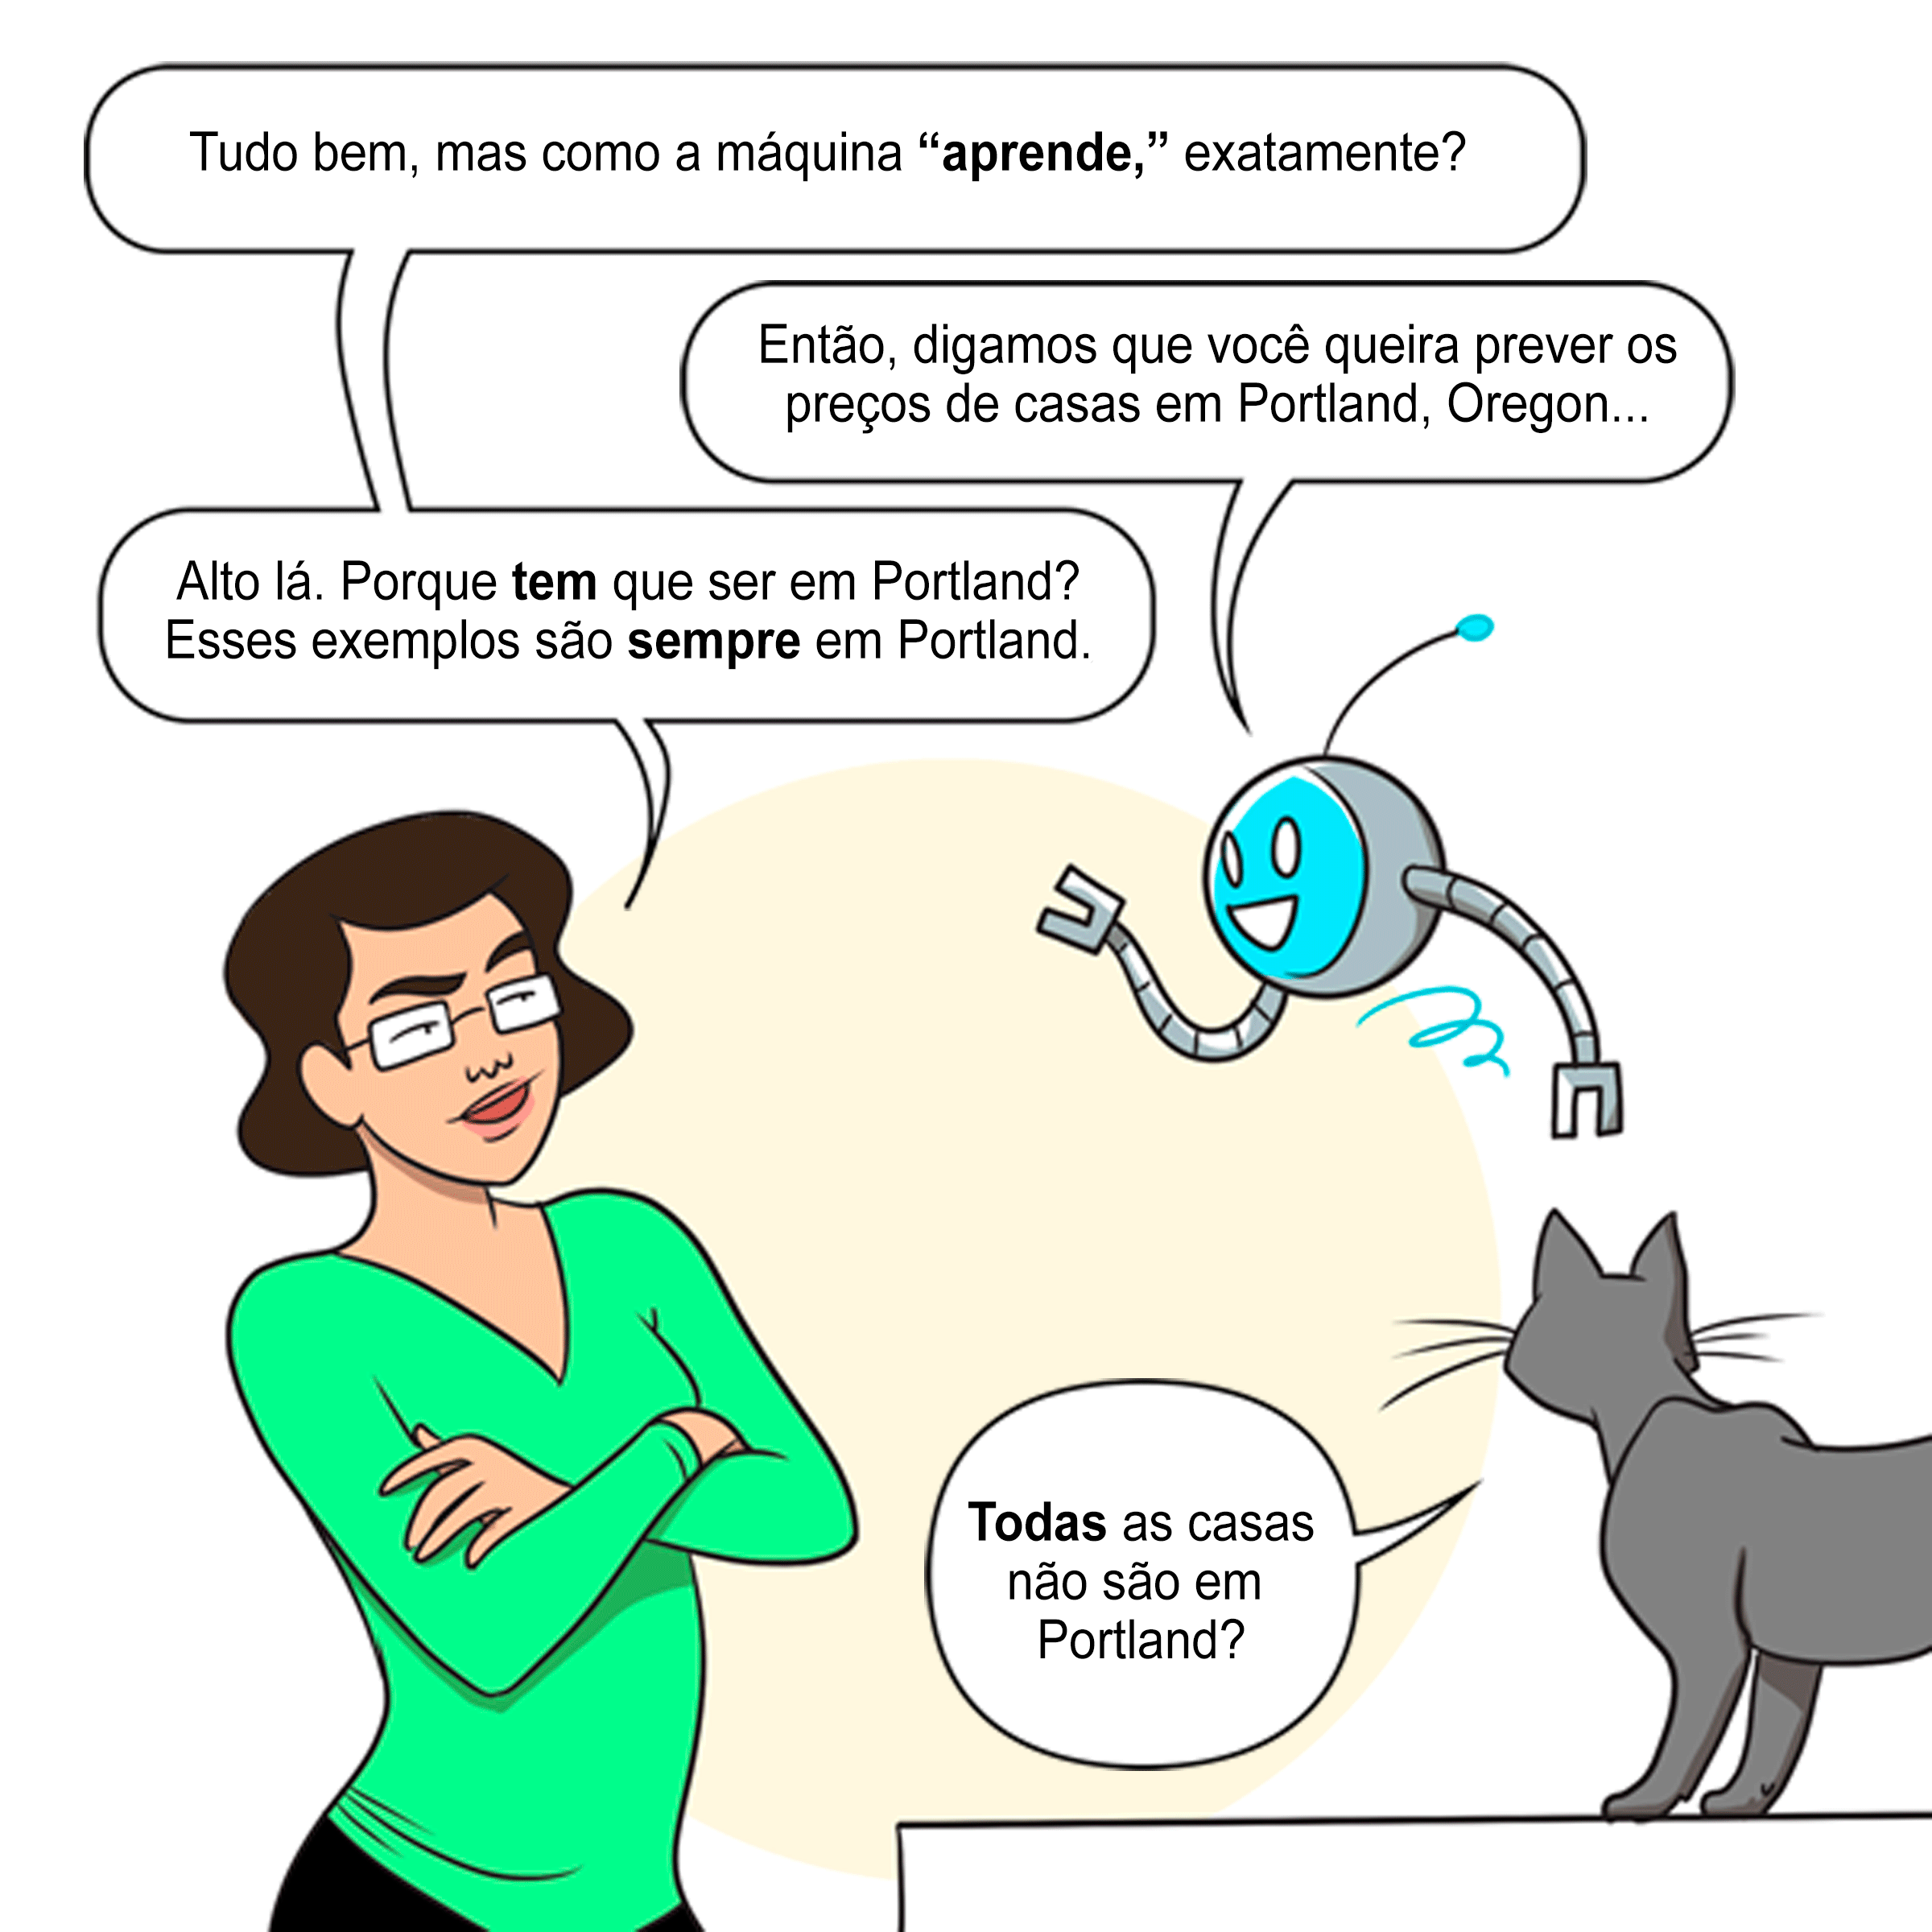 Tudo bem, mas como a máquina “aprende,” exatamente?
Então, digamos que você queira prever os
preços de casas em Portland, Oregon...
Alto lá. Porque tem que ser em Portland?
Esses exemplos são sempre em Portland.
Todas as casas
não são em
Portland?